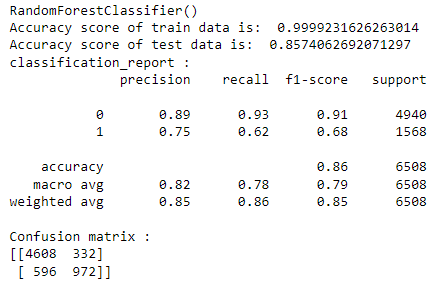 RandomForestClassifier()
Accuracy score of train data is:  0.9999231626263014
Accuracy score of test data is:  0.8574062692071297
classification_report :
              precision    recall  f1-score   support
           0       0.89      0.93      0.91      4940
           1       0.75      0.62      0.68      1568
    accuracy                           0.86      6508
   macro avg       0.82      0.78      0.79      6508
weighted avg       0.85      0.86      0.85      6508
Confusion matrix :
[[4608  332]
 [ 596  972]]